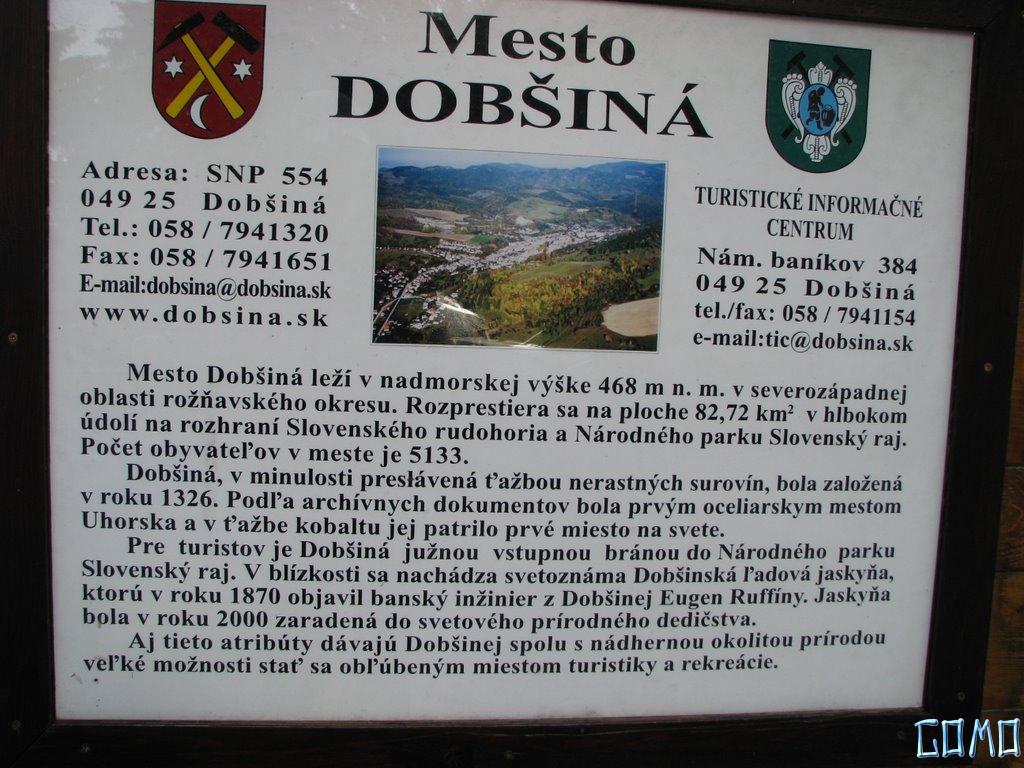 Mesto
DOBŠINÁ
Adresa: SNP 554
049 25 Dobšiná
Tel.: 058 / 7941320
Fax: 058 / 7941651
E-mail:dobsina@dobsina.sk
www.dobsina.sk
TURISTICKÉ INFORMAČNÉ
CENTRUM
Nám. baníkov 384
049 25 Dobšiná
tel./fax: 058 / 7941154
e-mail:tic@dobsina.sk
Mesto Dobšiná leží v nadmorskej výške 468 m n. m. v severozápadnej
oblasti rožňavského okresu. Rozprestiera sa na ploche 82,72 km² v hlbokom
údolí na rozhraní Slovenského rudohoria a Národného parku Slovenský raj.
Počet obyvateľov v meste je 5133.
Dobšiná, v minulosti preslávená ťažbou nerastných surovín, bola založená
v roku 1326. Podľa archívnych dokumentov bola prvým oceliarskym mestom
Uhorska a v ťažbe kobaltu jej patrilo prvé miesto na svete.
Pre turistov je Dobšiná južnou vstupnou bránou do Národného parku
Slovenský raj. V blízkosti sa nachádza svetoznáma Dobšinská ľadová jaskyňa,
ktorú v roku 1870 objavil banský inžinier z Dobšinej Eugen Ruffíny. Jaskyňa
bola v roku 2000 zaradená do svetového prírodného dedičstva.
Aj tieto atribúty dávajú Dobšinej spolu s nádhernou okolitou prírodou
veľké možnosti stať sa obľúbeným miestom turistiky a rekreácie.
GOMO